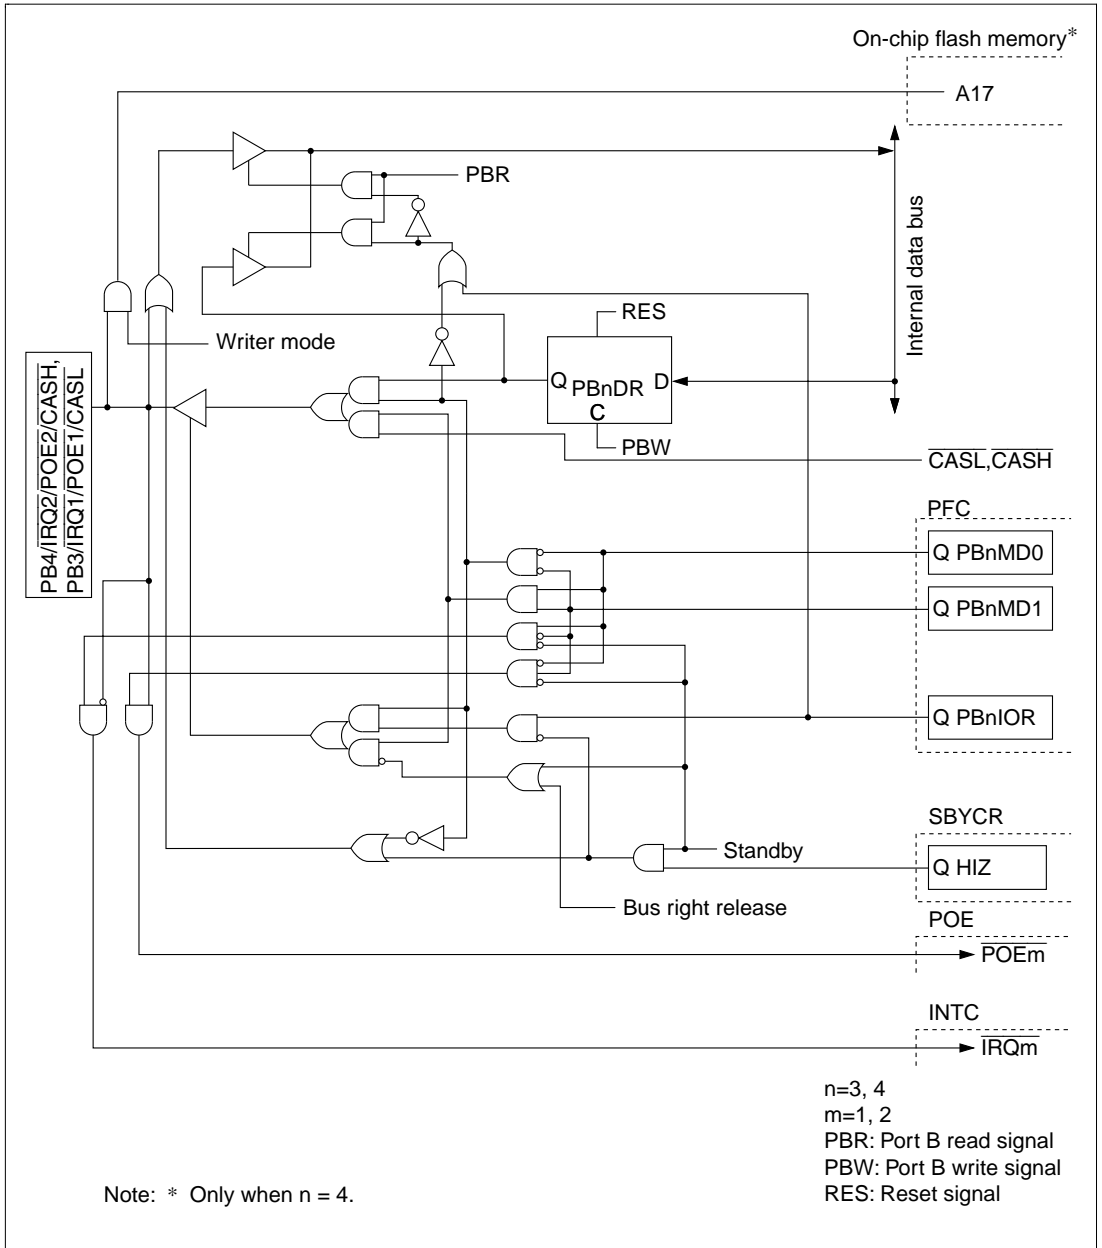 On-chip flash memory*
A17
PBR
Internal data bus
RES
Writer mode
Q PBnDR D
C
PBW
PB4/IRQ2/POE2/CASH,
PB3/IRQ1/POE1/CASL
CASL,CASH
PFC
Q PBnMD0
Q PBnMD1
Q PBnIOR
SBYCR
Standby
Q HIZ
Bus right release
POE
POEm
INTC
IRQm
n=3, 4
m=1, 2
PBR: Port B read signal
PBW: Port B write signal
RES: Reset signal
Note: * Only when n = 4.